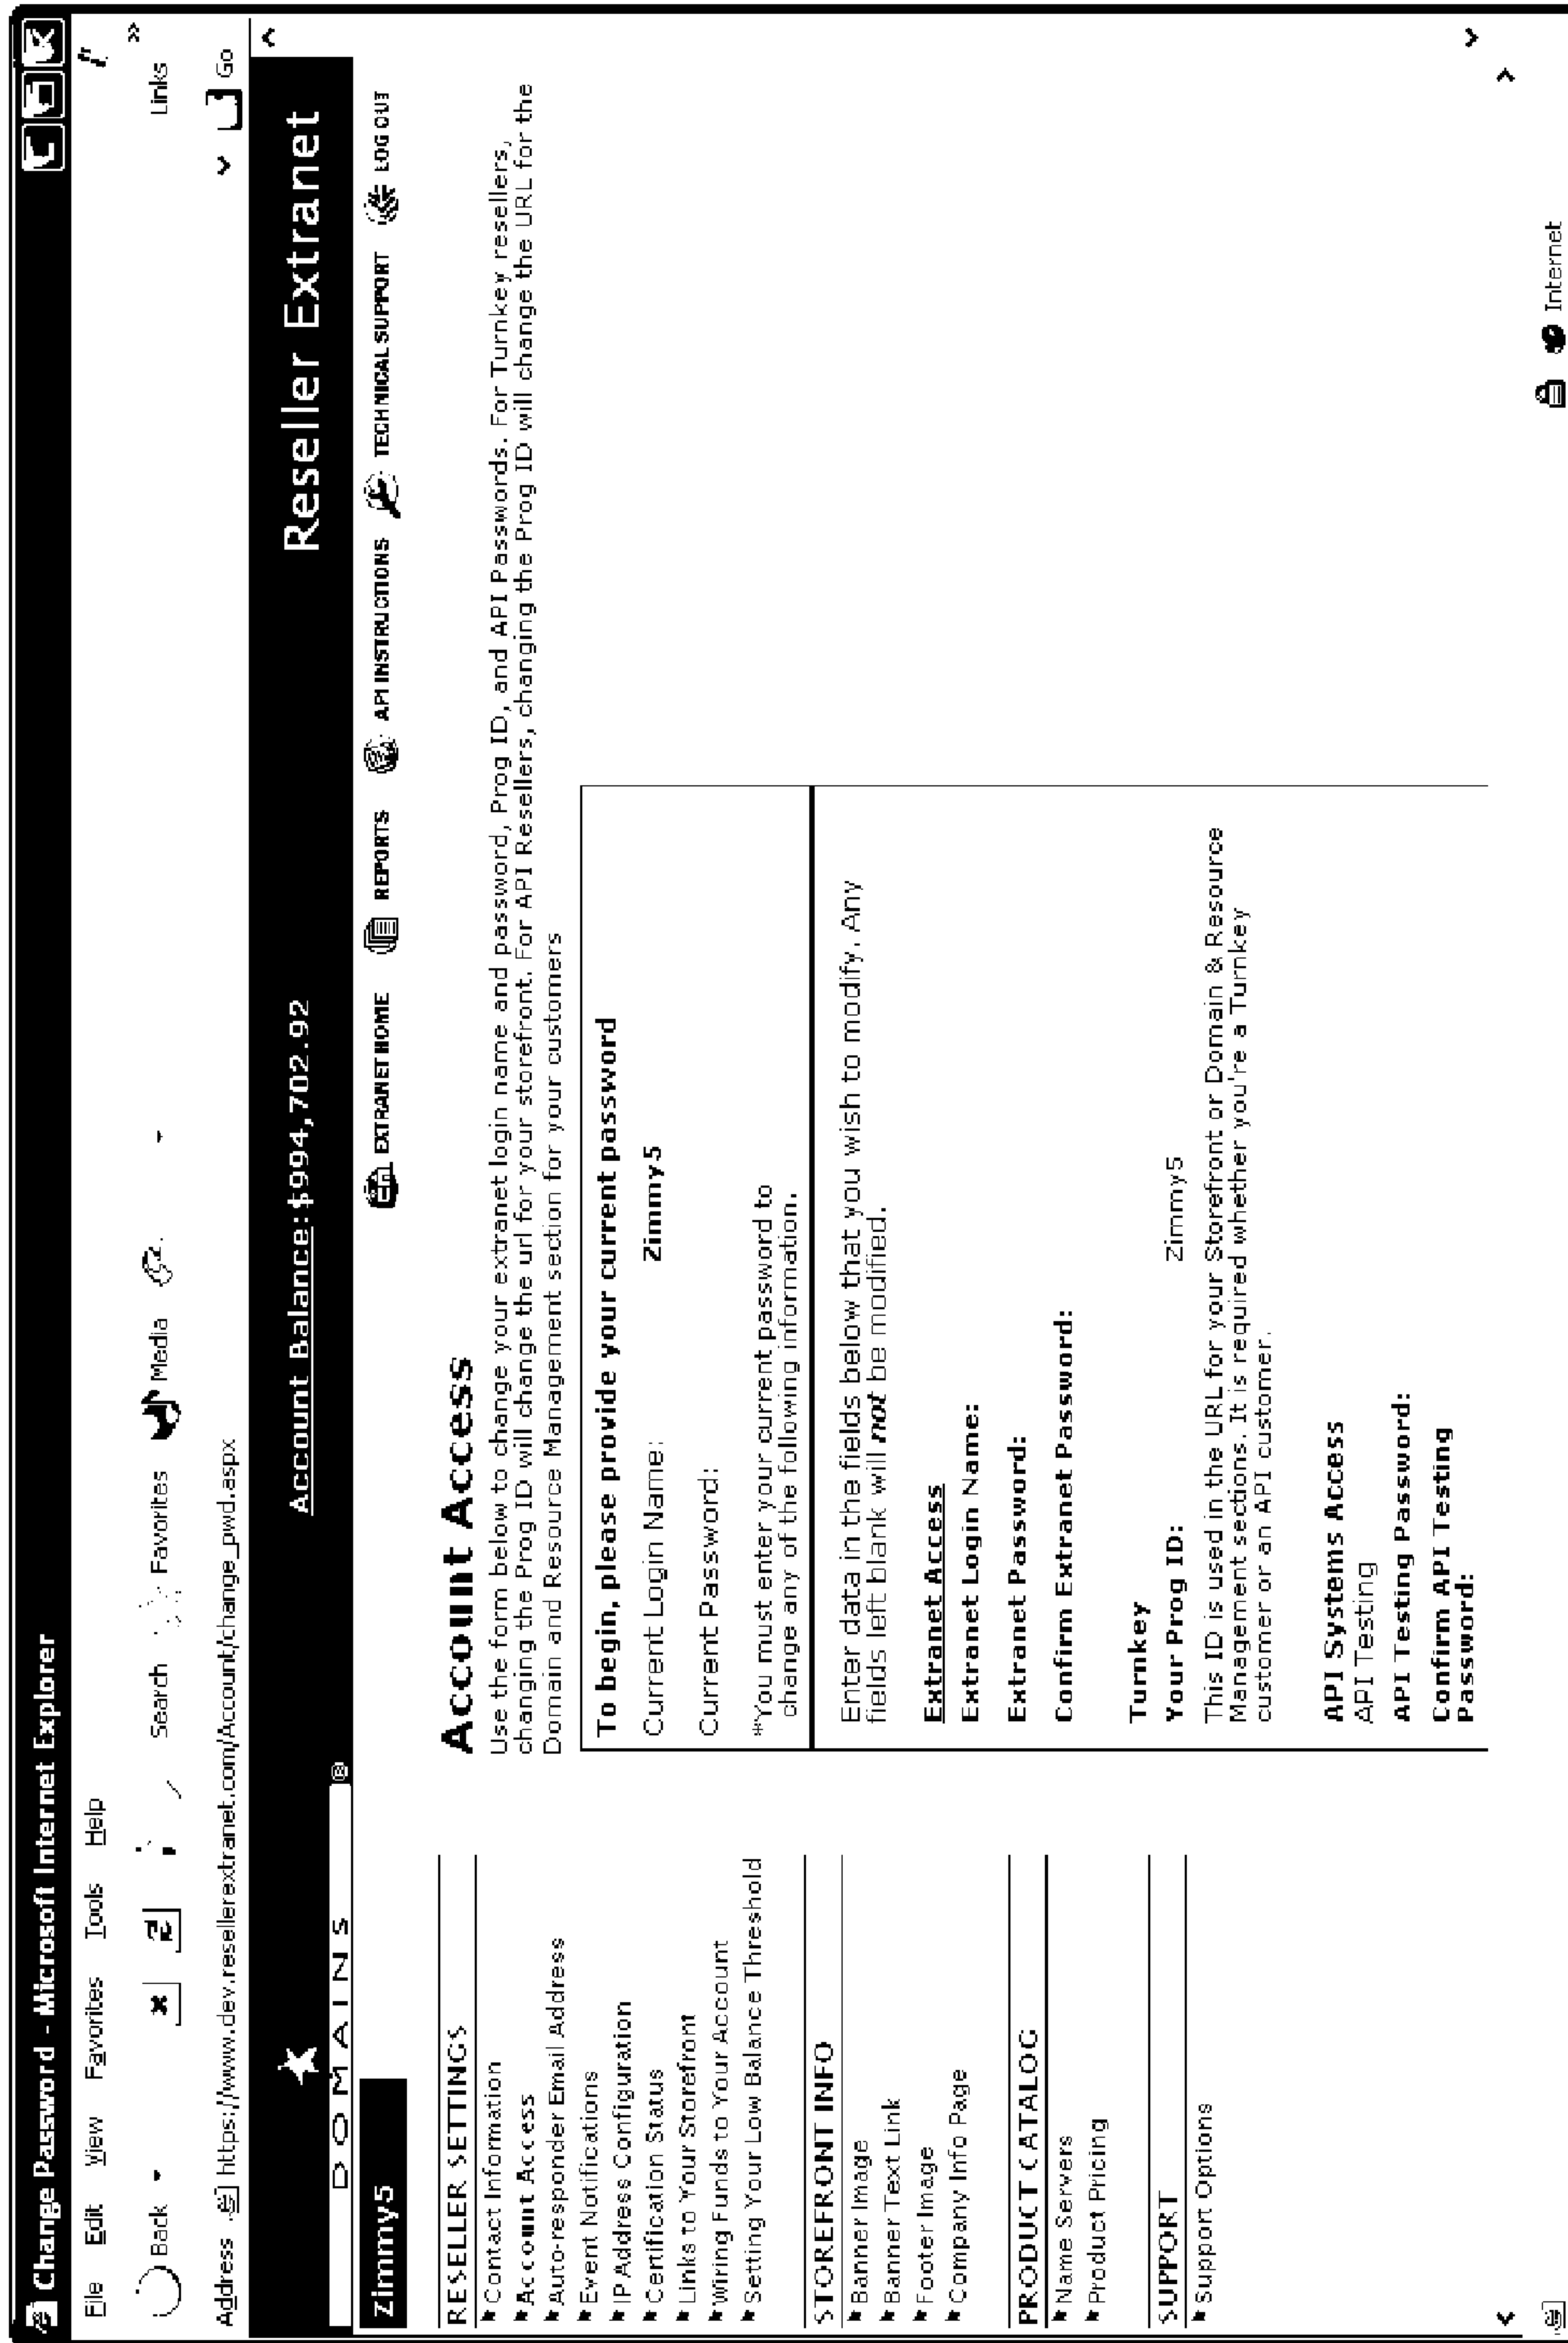 Change Password - Microsoft Internet Explorer
File Edit View Favorites Tools Help
Back Search Favorites Media
Links »
Address https://www.dev.resellerextranet.com/Account/change_pwd.aspx
Go
DOMAINS®
Account Balance: $994,702.92
Reseller Extranet
Zimmy5
EXTRANET HOME REPORTS API INSTRUCTIONS TECHNICAL SUPPORT LOG OUT
RESELLER SETTINGS
Contact Information
Account Access
Auto-responder Email Address
Event Notifications
IP Address Configuration
Certification Status
Links to Your Storefront
Wiring Funds to Your Account
Setting Your Low Balance Threshold
STOREFRONT INFO
Banner Image
Banner Text Link
Footer Image
Company Info Page
PRODUCT CATALOG
Name Servers
Product Pricing
SUPPORT
Support Options
Account Access
Use the form below to change your extranet login name and password, Prog ID, and API Passwords. For Turnkey resellers,
changing the Prog ID will change the url for your storefront. For API Resellers, changing the Prog ID will change the URL for the
Domain and Resource Management section for your customers
To begin, please provide your current password
Current Login Name: Zimmy5
Current Password:
*You must enter your current password to
change any of the following information.
Enter data in the fields below that you wish to modify. Any
fields left blank will not be modified.
Extranet Access
Extranet Login Name:
Extranet Password:
Confirm Extranet Password:
Turnkey
Your Prog ID: Zimmy5
This ID is used in the URL for your Storefront or Domain & Resource
Management sections. It is required whether you're a Turnkey
customer or an API customer.
API Systems Access
API Testing
API Testing Password:
Confirm API Testing
Password:
Internet